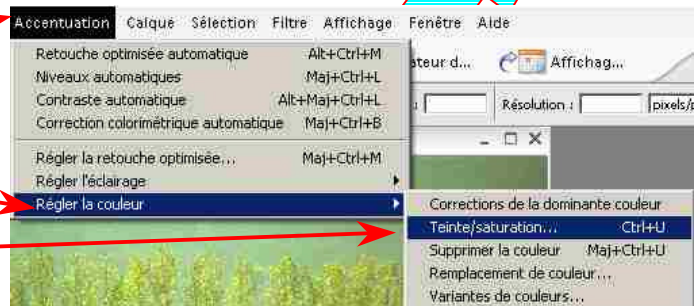 Accentuation Calque Sélection Filtre Affichage Fenêtre Aide
Retouche optimisée automatique Alt+Ctrl+M
Niveaux automatiques Maj+Ctrl+L
Contraste automatique Alt+Maj+Ctrl+L
Correction colorimétrique automatique Maj+Ctrl+B
Régler la retouche optimisée... Maj+Ctrl+M
Régler l'éclairage
Régler la couleur
ateur d... Affichag...
Résolution : pixels/p
Corrections de la dominante couleur
Teinte/saturation... Ctrl+U
Supprimer la couleur Maj+Ctrl+U
Remplacement de couleur...
Variantes de couleurs...